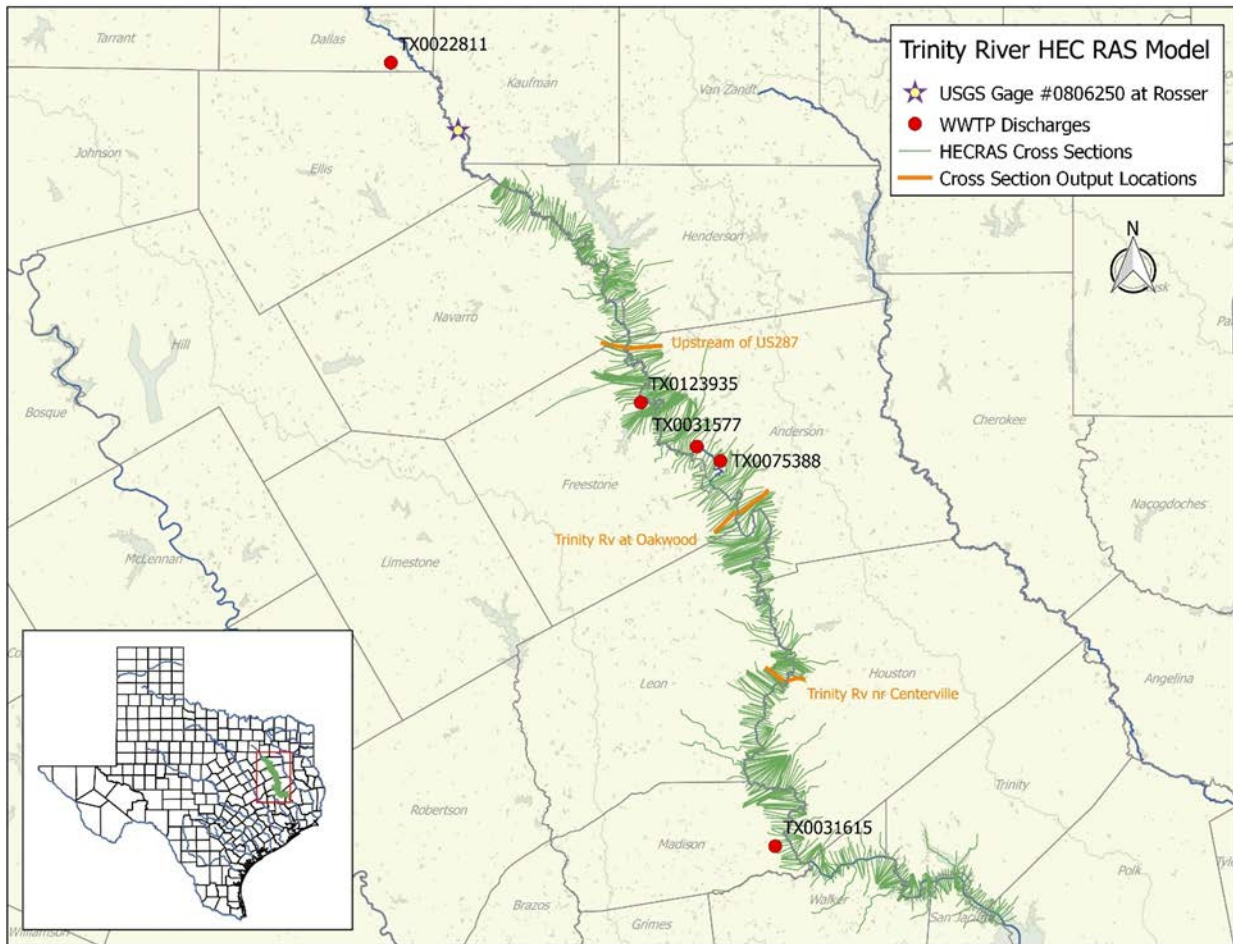 Tarrant
Dallas
TX0022811
Kaufman
Van Zandt
Trinity River HEC RAS Model
USGS Gage #0806250 at Rosser
WWTP Discharges
HECRAS Cross Sections
Cross Section Output Locations
Johnson
Ellis
N
Henderson
Navarro
Hill
Upstream of US287
Bosque
TX0123935
TX0031577
Anderson
Cherokee
TX0075388
Freestone
Nacogdoches
Trinity Rv at Oakwood
McLennan
Limestone
Houston
Leon
Angelina
Trinity Rv nr Centerville
Trinity
Robertson
TX0031615
Madison
Polk
Walker
Brazos
Grimes
San Jacinto
Williamson